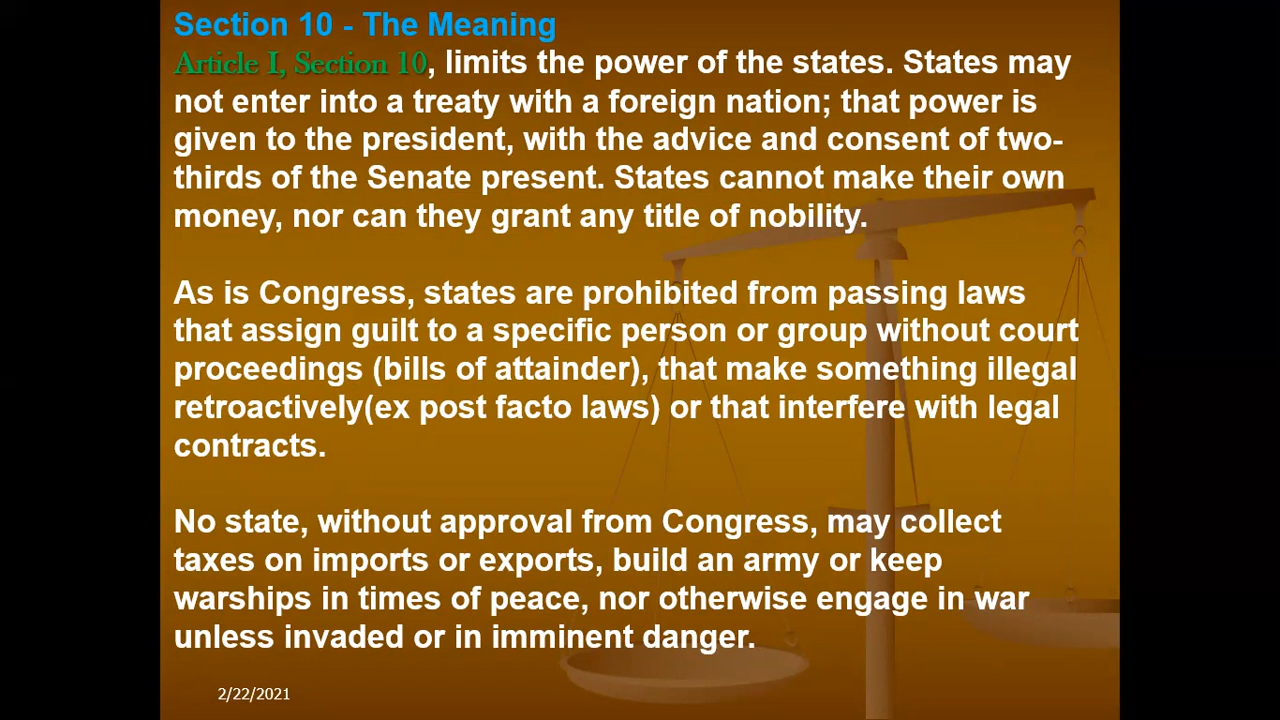 Section 10 - The Meaning
Article I, Section 10, limits the power of the states. States may
not enter into a treaty with a foreign nation; that power is
given to the president, with the advice and consent of two-
thirds of the Senate present. States cannot make their own
money, nor can they grant any title of nobility.
As is Congress, states are prohibited from passing laws
that assign guilt to a specific person or group without court
proceedings (bills of attainder), that make something illegal
retroactively(ex post facto laws) or that interfere with legal
contracts.
No state, without approval from Congress, may collect
taxes on imports or exports, build an army or keep
warships in times of peace, nor otherwise engage in war
unless invaded or in imminent danger.
2/22/2021